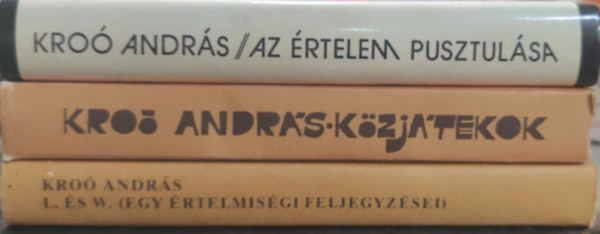 KROÓ ANDRÁS / AZ ÉRTELEM PUSZTULÁSA
KROÓ ANDRÁS·KÖZJÁTÉKOK
KROÓ ANDRÁS
L. ÉS W. (EGY ÉRTELMISÉGI FELJEGYZÉSEI)